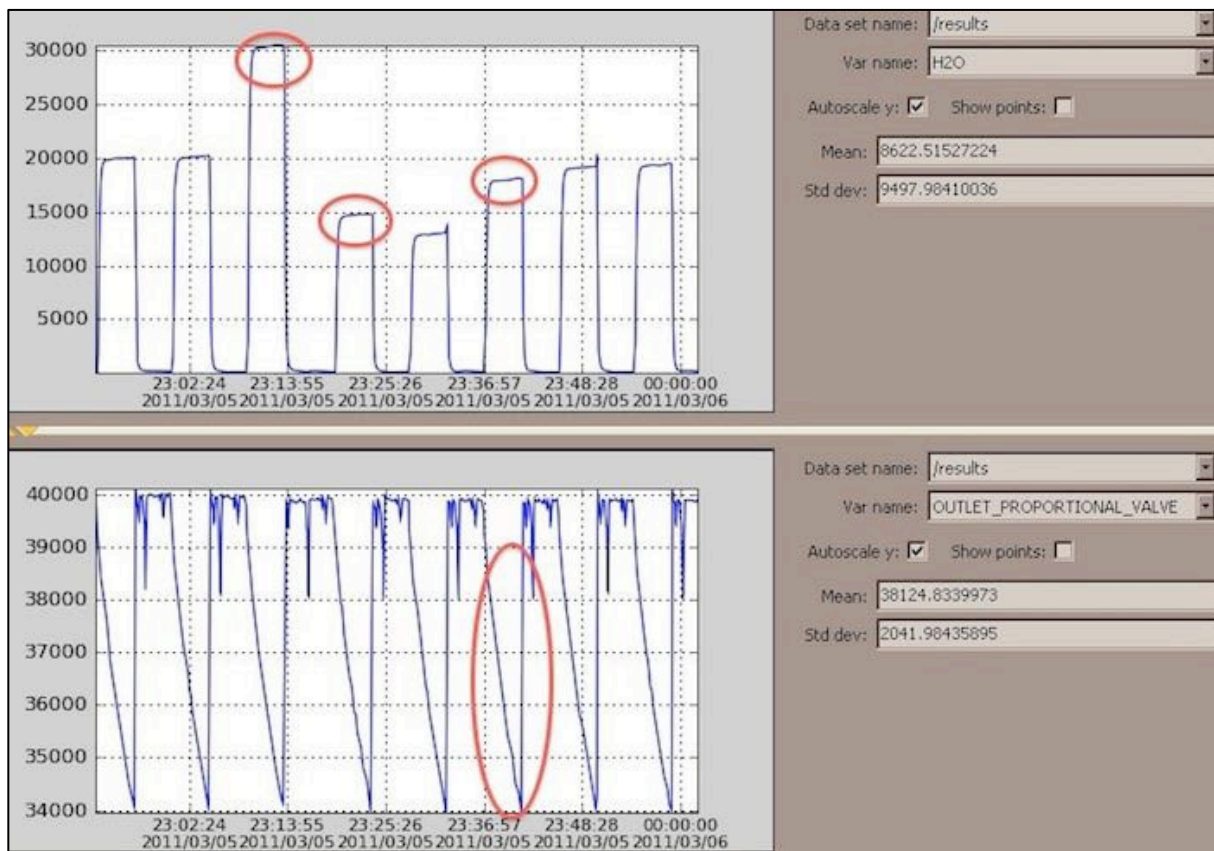 Data set name: /results
Var name: H2O
Autoscale y: Show points:
Mean: 8622.51527224
Std dev: 9497.98410036
30000
25000
20000
15000
10000
5000
23:02:24 23:13:55 23:25:26 23:36:57 23:48:28 00:00:00
2011/03/05 2011/03/05 2011/03/05 2011/03/05 2011/03/05 2011/03/06
Data set name: /results
Var name: OUTLET_PROPORTIONAL_VALVE
Autoscale y: Show points:
Mean: 38124.8339973
Std dev: 2041.98435895
40000
39000
38000
37000
36000
35000
34000
23:02:24 23:13:55 23:25:26 23:36:57 23:48:28 00:00:00
2011/03/05 2011/03/05 2011/03/05 2011/03/05 2011/03/05 2011/03/06